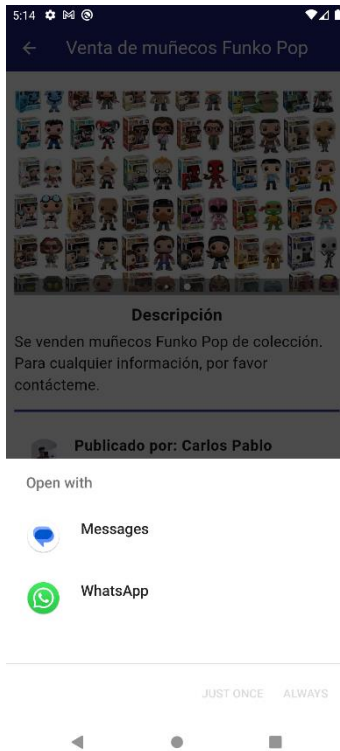 5:14
Venta de muñecos Funko Pop
Descripción
Se venden muñecos Funko Pop de colección.
Para cualquier información, por favor
contácteme.
Publicado por: Carlos Pablo
Open with
Messages
WhatsApp
JUST ONCE ALWAYS